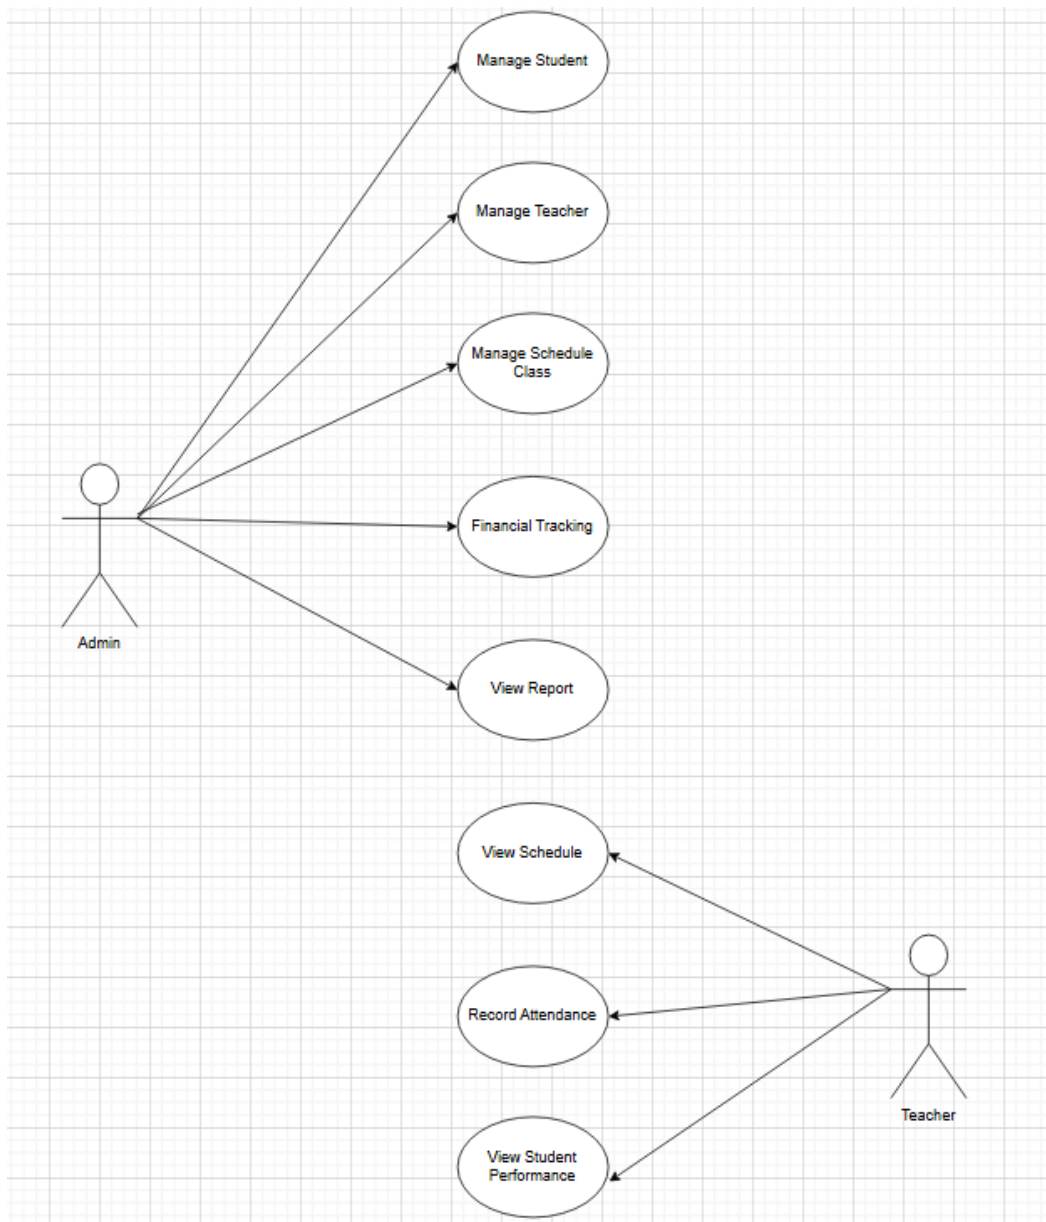 Manage Student
Manage Teacher
Manage Schedule
Class
Financial Tracking
Admin
View Report
View Schedule
Record Attendance
Teacher
View Student
Performance